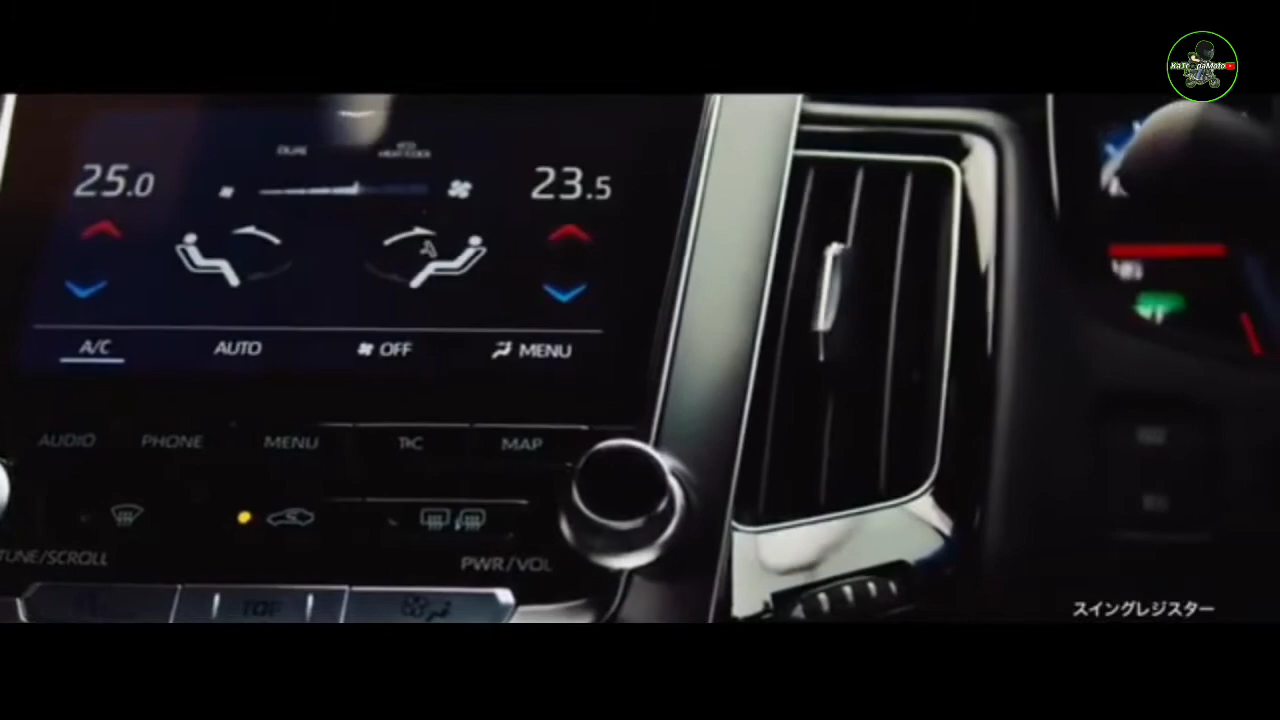 DUAL
25.0
23.5
A/C AUTO OFF MENU
AUDIO PHONE MENU MAP
TUNE/SCROLL PWR/VOL
TOP
スイングレジスター